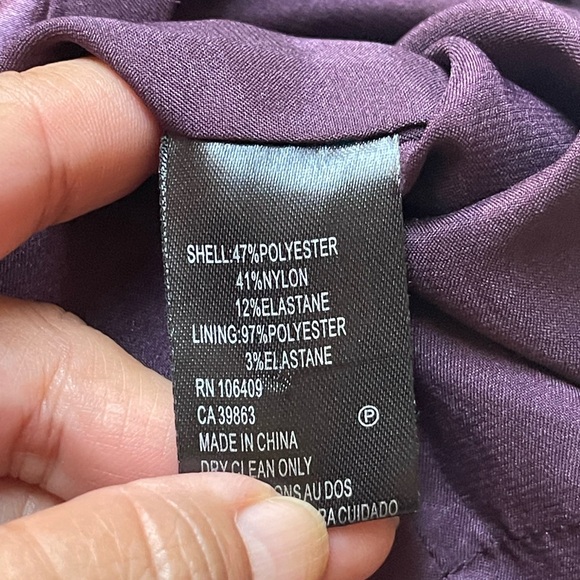 SHELL:47%POLYESTER
41%NYLON
12%ELASTANE
LINING:97%POLYESTER
3%ELASTANE
RN 106409
CA 39863
P
MADE IN CHINA
DRY CLEAN ONLY
AU DOS
CUIDADO